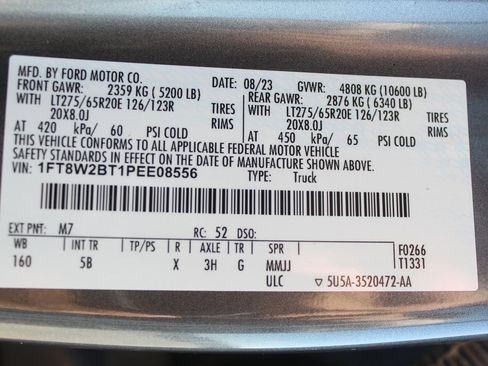 MFD. BY FORD MOTOR CO. 08/23 GVWR: 4808 KG (10600 LB)
FRONT GAWR: 2359 KG (5200 LB) REAR GAWR: 2876 KG (6340 LB)
WITH LT275/65R20E 126/123R TIRES WITH LT275/65R20E 126/123R TIRES
20X8.0J RIMS 20X8.0J RIMS
AT 420 kPa/ 60 PSI COLD AT 450 kPa/ 65 PSI COLD
THIS VEHICLE CONFORMS TO ALL APPLICABLE FEDERAL MOTOR VEHICLE
SAFETY STANDARDS IN EFFECT ON THE DATE OF MANUFACTURE SHOWN ABOVE.
VIN: 1FT8W2BT1PEE08556 TYPE: Truck
EXT PNT: M7 RC: 52 DSO:
WB INT TR TP/PS R AXLE TR SPR F0266
160 5B X 3H G MMJJ T1331
ULC ▽ 5U5A-3520472-AA